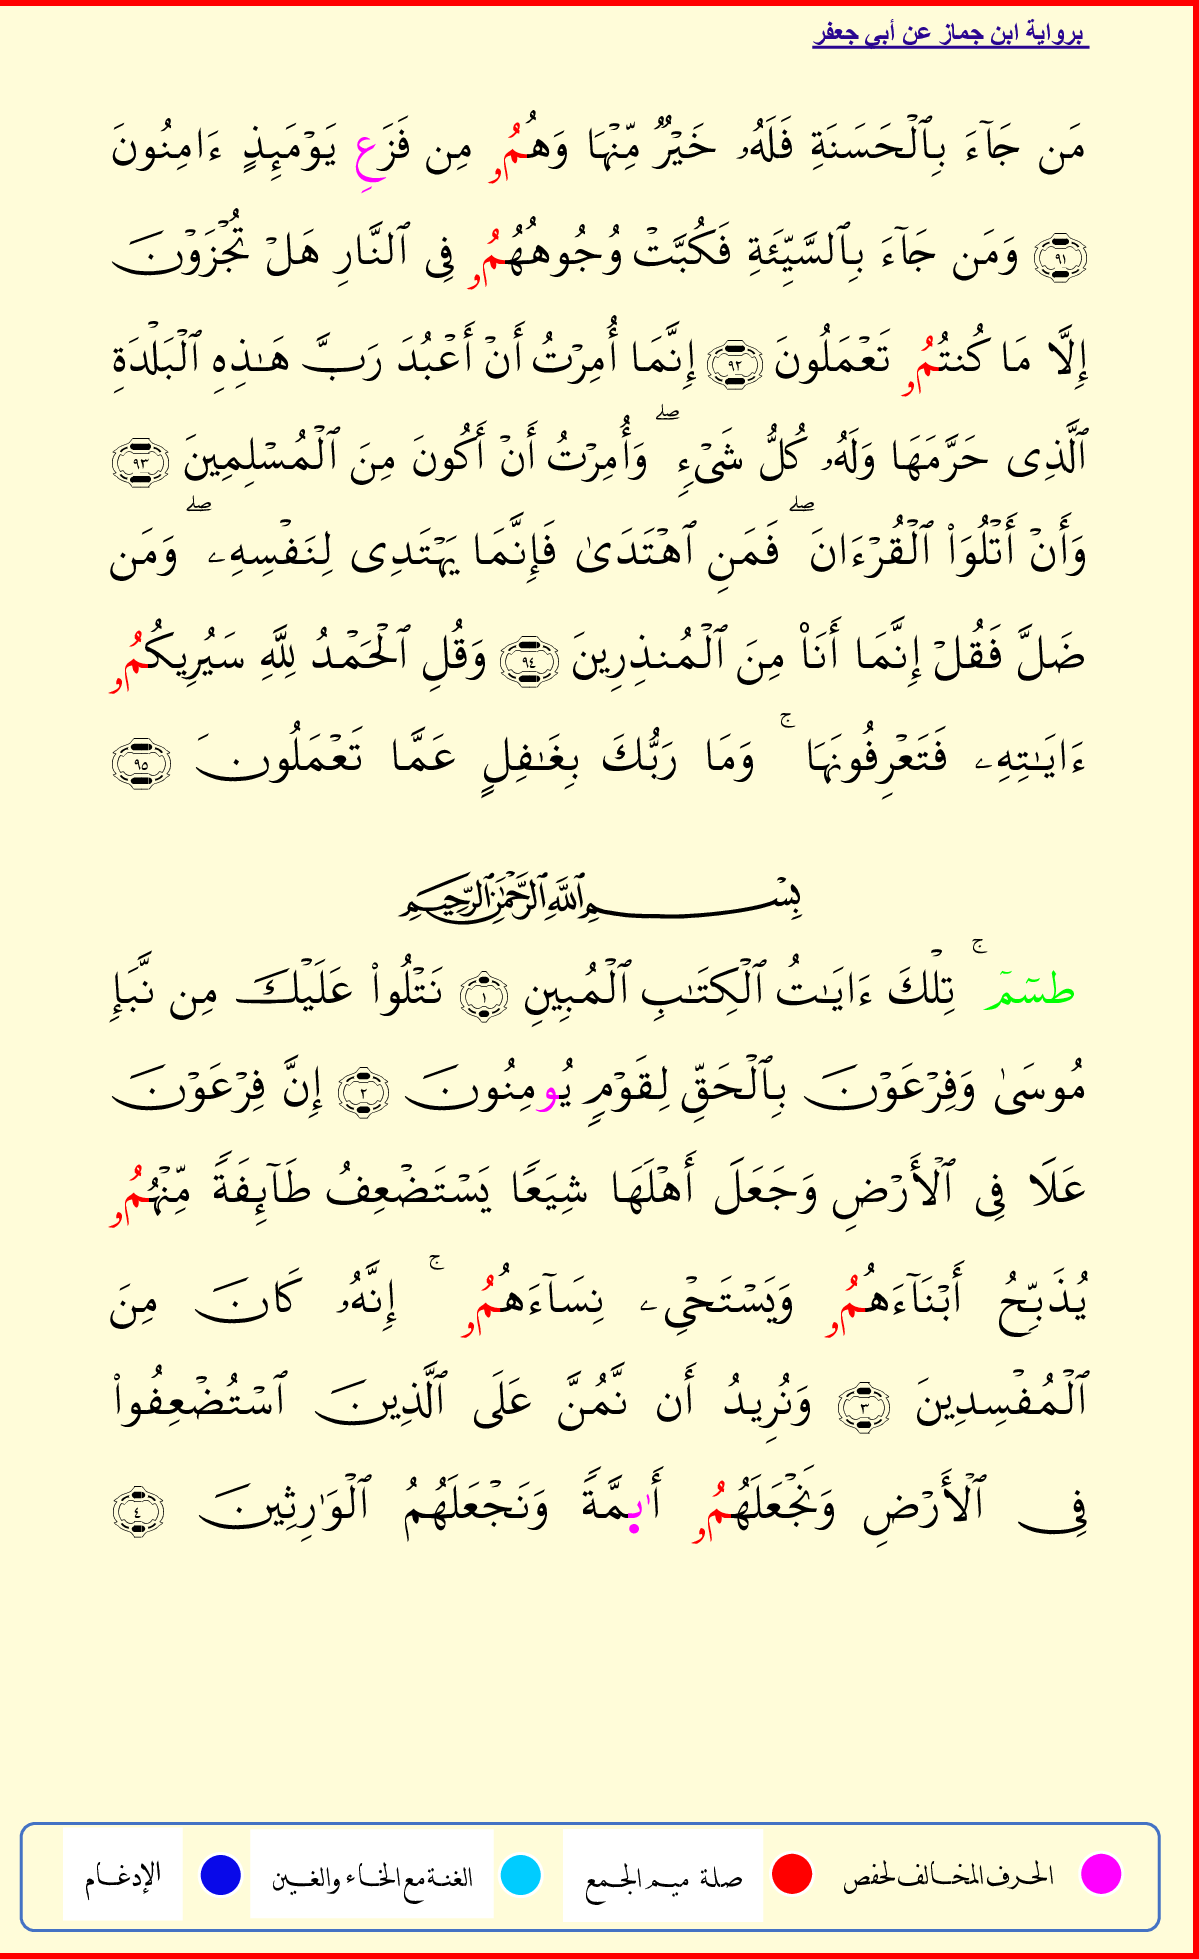 برواية ابن جماز عن أبي جعفر
مَن جَآءَ بِٱلْحَسَنَةِ فَلَهُۥ خَيْرٌ مِّنْهَا وَهُمُۥ مِن فَزَعِ يَوْمَئِذٍ ءَامِنُونَ
٩١ وَمَن جَآءَ بِٱلسَّيِّئَةِ فَكُبَّتْ وُجُوهُهُمُۥ فِى ٱلنَّارِ هَلْ تُجْزَوْنَ
إِلَّا مَا كُنتُمُۥ تَعْمَلُونَ ٩٢ إِنَّمَا أُمِرْتُ أَنْ أَعْبُدَ رَبَّ هَـٰذِهِ ٱلْبَلْدَةِ
ٱلَّذِى حَرَّمَهَا وَلَهُۥ كُلُّ شَىْءٍ ۖ وَأُمِرْتُ أَنْ أَكُونَ مِنَ ٱلْمُسْلِمِينَ ٩٣
وَأَنْ أَتْلُوَا۟ ٱلْقُرْءَانَ ۖ فَمَنِ ٱهْتَدَىٰ فَإِنَّمَا يَهْتَدِى لِنَفْسِهِۦ ۖ وَمَن
ضَلَّ فَقُلْ إِنَّمَا أَنَا۠ مِنَ ٱلْمُنذِرِينَ ٩٤ وَقُلِ ٱلْحَمْدُ لِلَّهِ سَيُرِيكُمُۥ
ءَايَـٰتِهِۦ فَتَعْرِفُونَهَا ۚ وَمَا رَبُّكَ بِغَـٰفِلٍ عَمَّا تَعْمَلُونَ ٩٥
بِسْمِ ٱللَّهِ ٱلرَّحْمَـٰنِ ٱلرَّحِيمِ
طسٓمٓ ۚ تِلْكَ ءَايَـٰتُ ٱلْكِتَـٰبِ ٱلْمُبِينِ ١ نَتْلُوا۟ عَلَيْكَ مِن نَّبَإِ
مُوسَىٰ وَفِرْعَوْنَ بِٱلْحَقِّ لِقَوْمٍ يُومِنُونَ ٢ إِنَّ فِرْعَوْنَ
عَلَا فِى ٱلْأَرْضِ وَجَعَلَ أَهْلَهَا شِيَعًا يَسْتَضْعِفُ طَآئِفَةً مِّنْهُمُۥ
يُذَبِّحُ أَبْنَآءَهُمُۥ وَيَسْتَحْىِۦ نِسَآءَهُمُۥ ۚ إِنَّهُۥ كَانَ مِنَ
ٱلْمُفْسِدِينَ ٣ وَنُرِيدُ أَن نَّمُنَّ عَلَى ٱلَّذِينَ ٱسْتُضْعِفُوا۟
فِى ٱلْأَرْضِ وَنَجْعَلَهُمُۥ أَٰيِمَّةً وَنَجْعَلَهُمُ ٱلْوَٰرِثِينَ ٤
الحرف المخالف لحفص صلة ميم الجمع الغنة مع الخاء والغين الإدغام